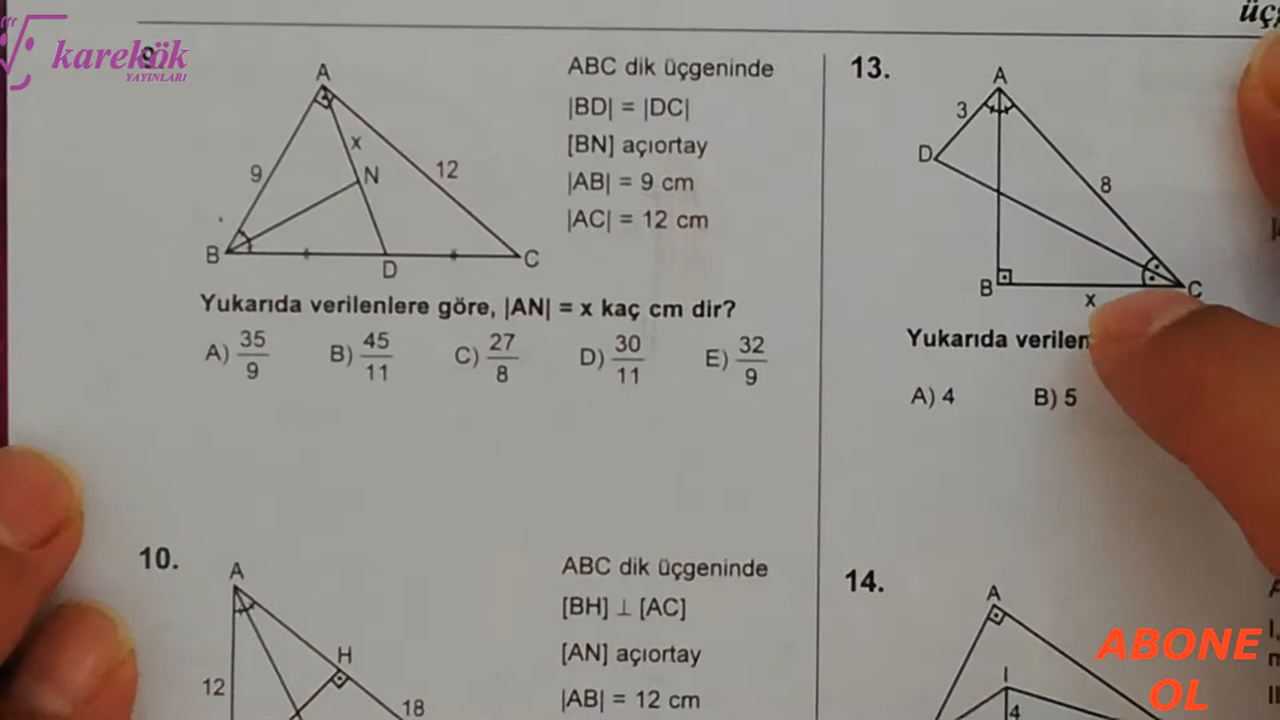 karekök
YAYINLARI
9
A
x
N
9
12
B
D
C
ABC dik üçgeninde
|BD| = |DC|
[BN] açıortay
|AB| = 9 cm
|AC| = 12 cm
Yukarıda verilenlere göre, |AN| = x kaç cm dir?
A) 35/9 B) 45/11 C) 27/8 D) 30/11 E) 32/9
10.
A
H
12
18
ABC dik üçgeninde
[BH] ⊥ [AC]
[AN] açıortay
|AB| = 12 cm
13.
A
3
D
8
B
C
x
Yukarıda
A) 4 B) 5
14.
A
I
4
ABONE
OL